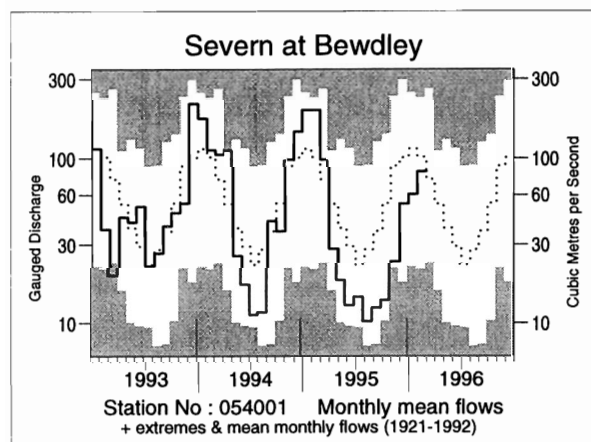 Severn at Bewdley
300
100
60
30
10
Gauged Discharge
300
100
60
30
10
Cubic Metres per Second
1993 1994 1995 1996
Station No : 054001 Monthly mean flows
+ extremes & mean monthly flows (1921-1992)